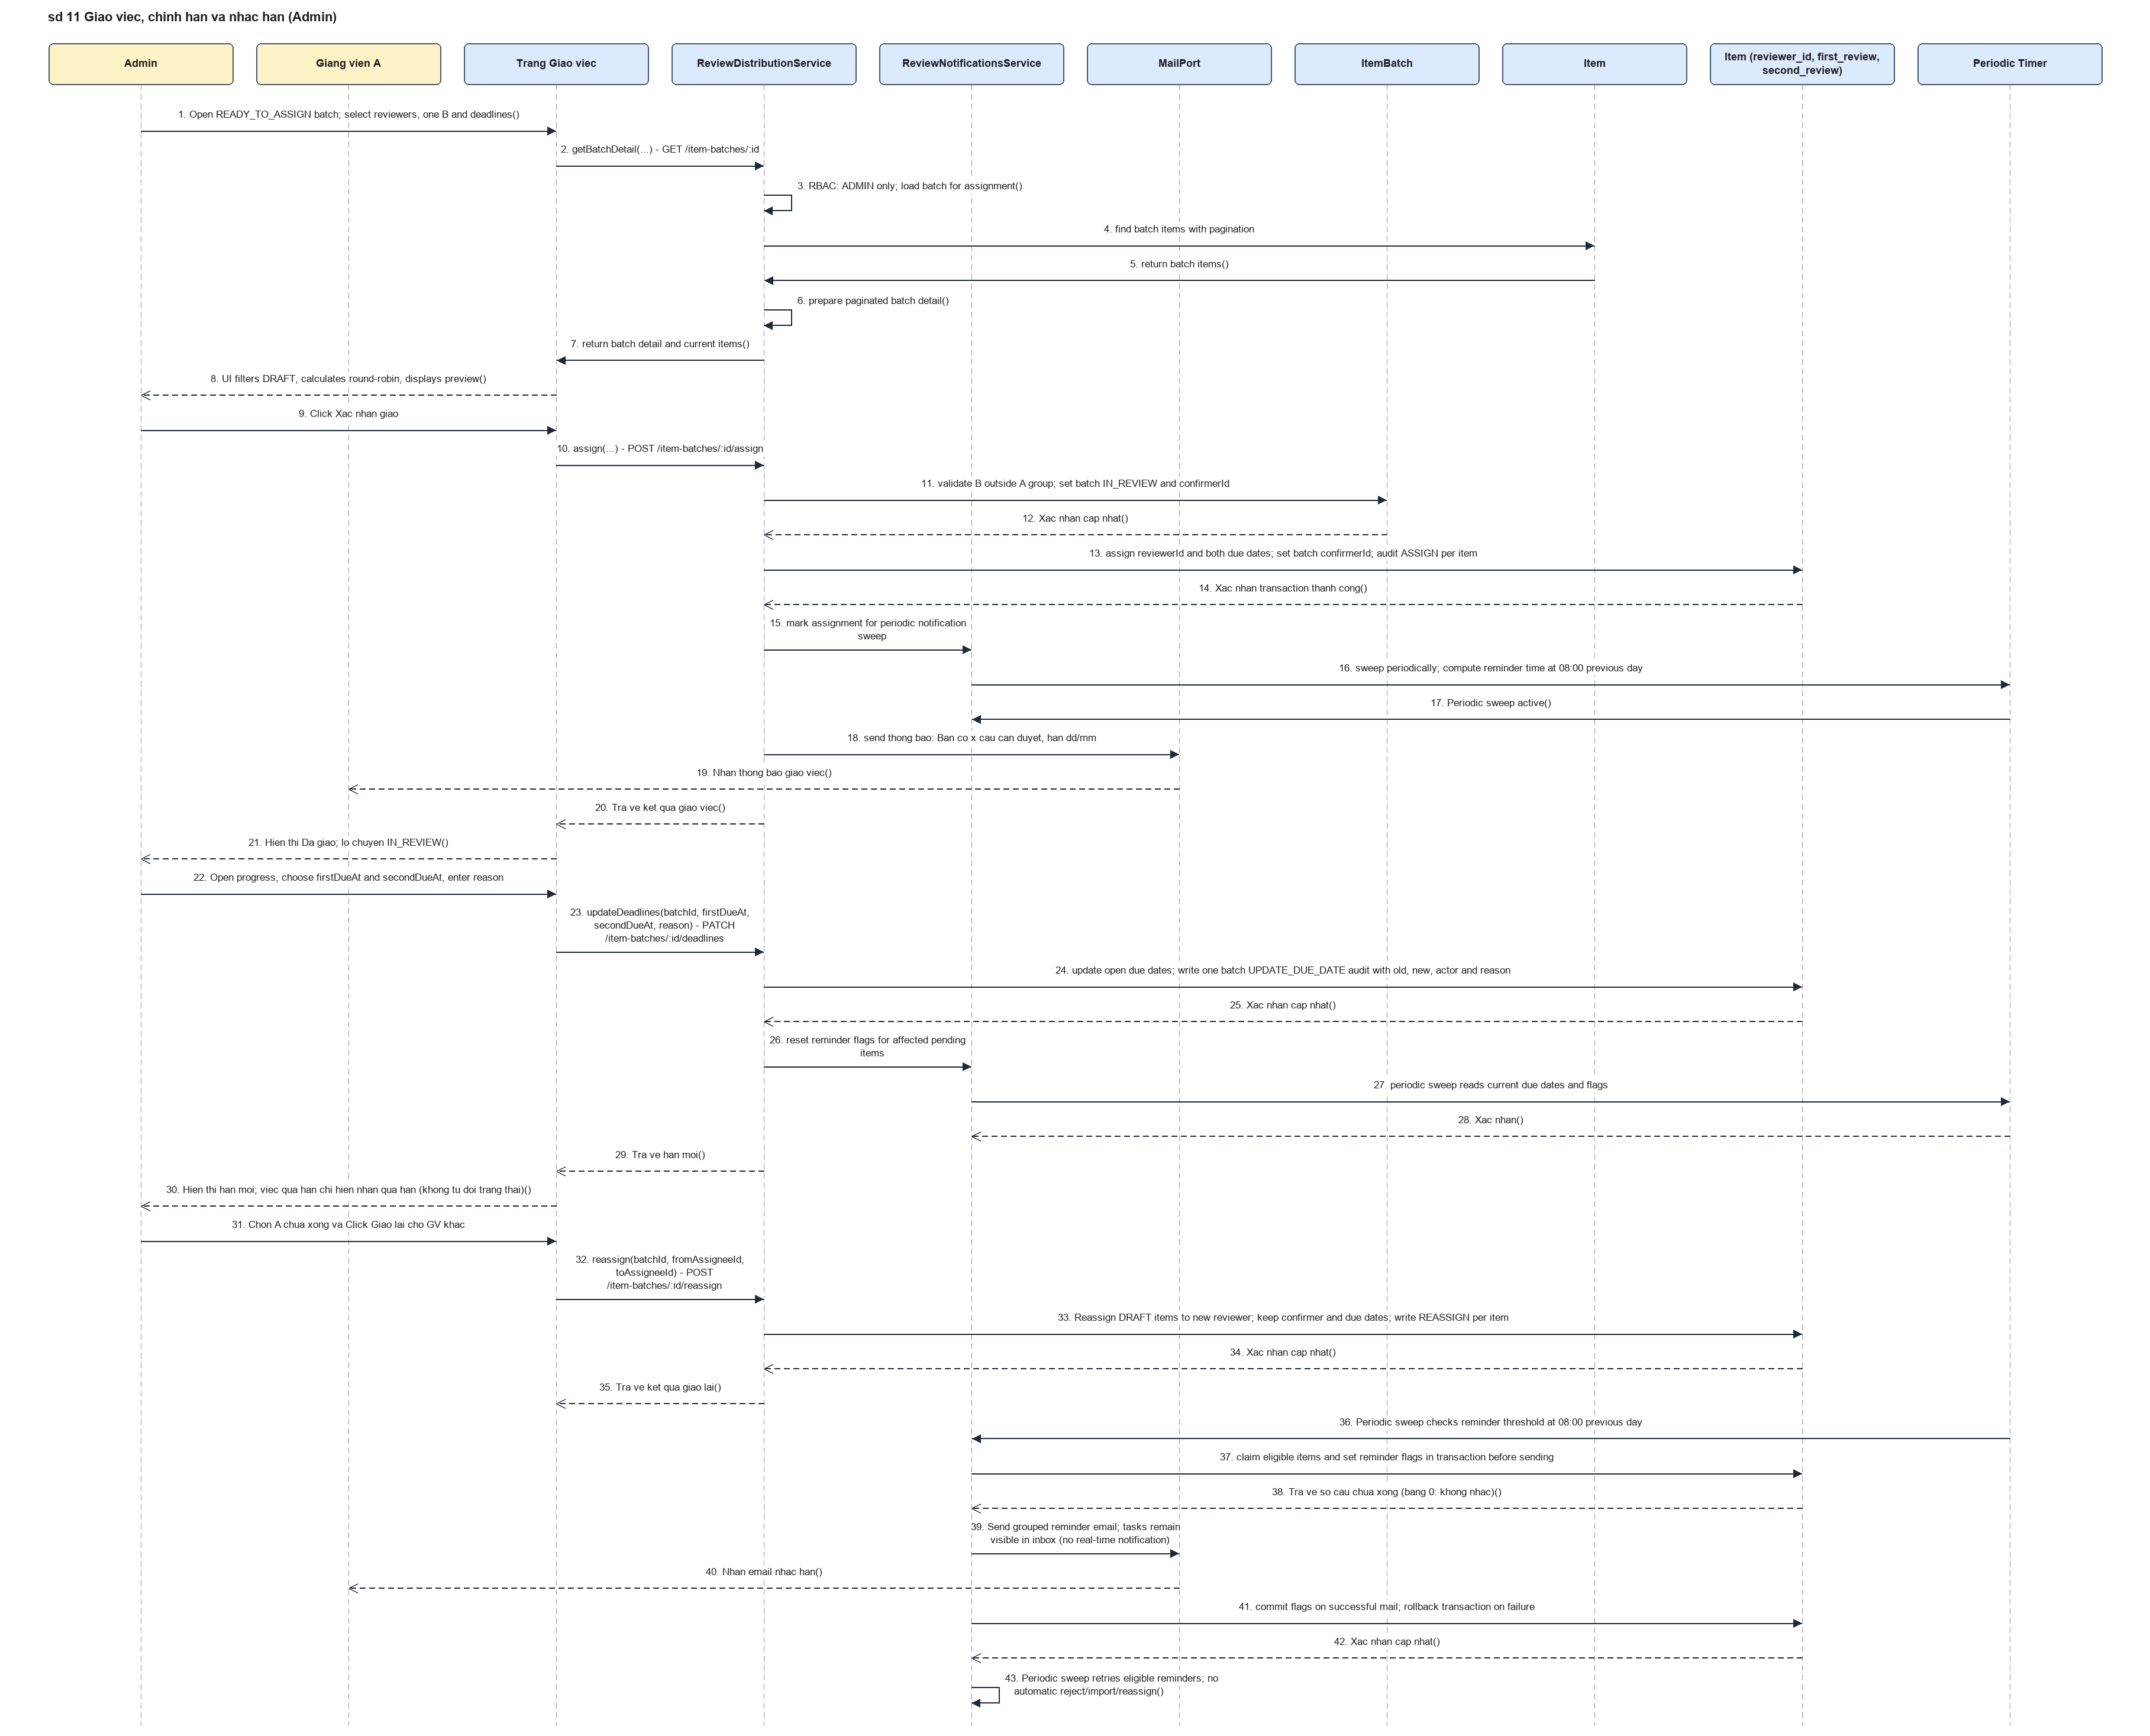 sd 11 Giao viec, chinh han va nhac han (Admin)
Admin
Giang vien A
Trang Giao viec
ReviewDistributionService
ReviewNotificationsService
MailPort
ItemBatch
Item
Item (reviewer_id, first_review,
second_review)
Periodic Timer
1. Open READY_TO_ASSIGN batch; select reviewers, one B and deadlines()
2. getBatchDetail(...) - GET /item-batches/:id
3. RBAC: ADMIN only; load batch for assignment()
4. find batch items with pagination
5. return batch items()
6. prepare paginated batch detail()
7. return batch detail and current items()
8. UI filters DRAFT, calculates round-robin, displays preview()
9. Click Xac nhan giao
10. assign(...) - POST /item-batches/:id/assign
11. validate B outside A group; set batch IN_REVIEW and confirmerId
12. Xac nhan cap nhat()
13. assign reviewerId and both due dates; set batch confirmerId; audit ASSIGN per item
14. Xac nhan transaction thanh cong()
15. mark assignment for periodic notification
sweep
16. sweep periodically; compute reminder time at 08:00 previous day
17. Periodic sweep active()
18. send thong bao: Ban co x cau can duyet, han dd/mm
19. Nhan thong bao giao viec()
20. Tra ve ket qua giao viec()
21. Hien thi Da giao; lo chuyen IN_REVIEW()
22. Open progress, choose firstDueAt and secondDueAt, enter reason
23. updateDeadlines(batchId, firstDueAt,
secondDueAt, reason) - PATCH
/item-batches/:id/deadlines
24. update open due dates; write one batch UPDATE_DUE_DATE audit with old, new, actor and reason
25. Xac nhan cap nhat()
26. reset reminder flags for affected pending
items
27. periodic sweep reads current due dates and flags
28. Xac nhan()
29. Tra ve han moi()
30. Hien thi han moi; viec qua han chi hien nhan qua han (khong tu doi trang thai)()
31. Chon A chua xong va Click Giao lai cho GV khac
32. reassign(batchId, fromAssigneeId,
toAssigneeId) - POST
/item-batches/:id/reassign
33. Reassign DRAFT items to new reviewer; keep confirmer and due dates; write REASSIGN per item
34. Xac nhan cap nhat()
35. Tra ve ket qua giao lai()
36. Periodic sweep checks reminder threshold at 08:00 previous day
37. claim eligible items and set reminder flags in transaction before sending
38. Tra ve so cau chua xong (bang 0: khong nhac)()
39. Send grouped reminder email; tasks remain
visible in inbox (no real-time notification)
40. Nhan email nhac han()
41. commit flags on successful mail; rollback transaction on failure
42. Xac nhan cap nhat()
43. Periodic sweep retries eligible reminders; no
automatic reject/import/reassign()